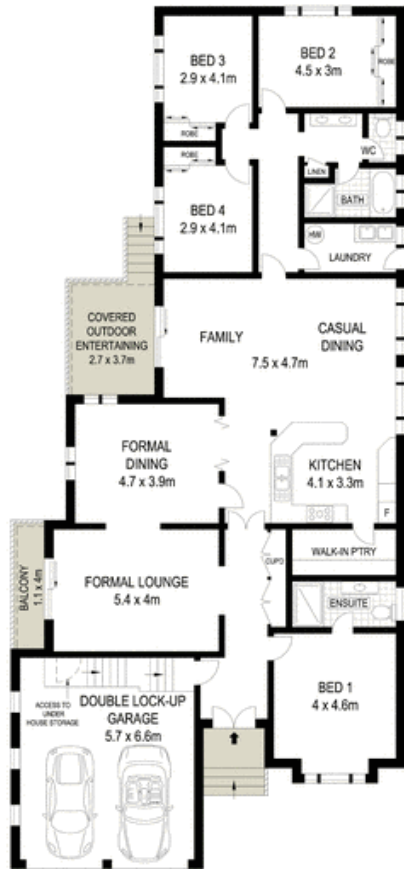 BED 3
2.9 x 4.1m
ROBE
BED 2
4.5 x 3m
ROBE
WC
LINEN
BATH
ROBE
BED 4
2.9 x 4.1m
HW
LAUNDRY
COVERED
OUTDOOR
ENTERTAINING
2.7 x 3.7m
FAMILY
CASUAL
DINING
7.5 x 4.7m
FORMAL
DINING
4.7 x 3.9m
KITCHEN
4.1 x 3.3m
F
WALK-IN P'TRY
CUP'D
BALCONY
1.1 x 4m
FORMAL LOUNGE
5.4 x 4m
ENSUITE
BED 1
4 x 4.6m
ACCESS TO
UNDER
HOUSE STORAGE
DOUBLE LOCK-UP
GARAGE
5.7 x 6.6m